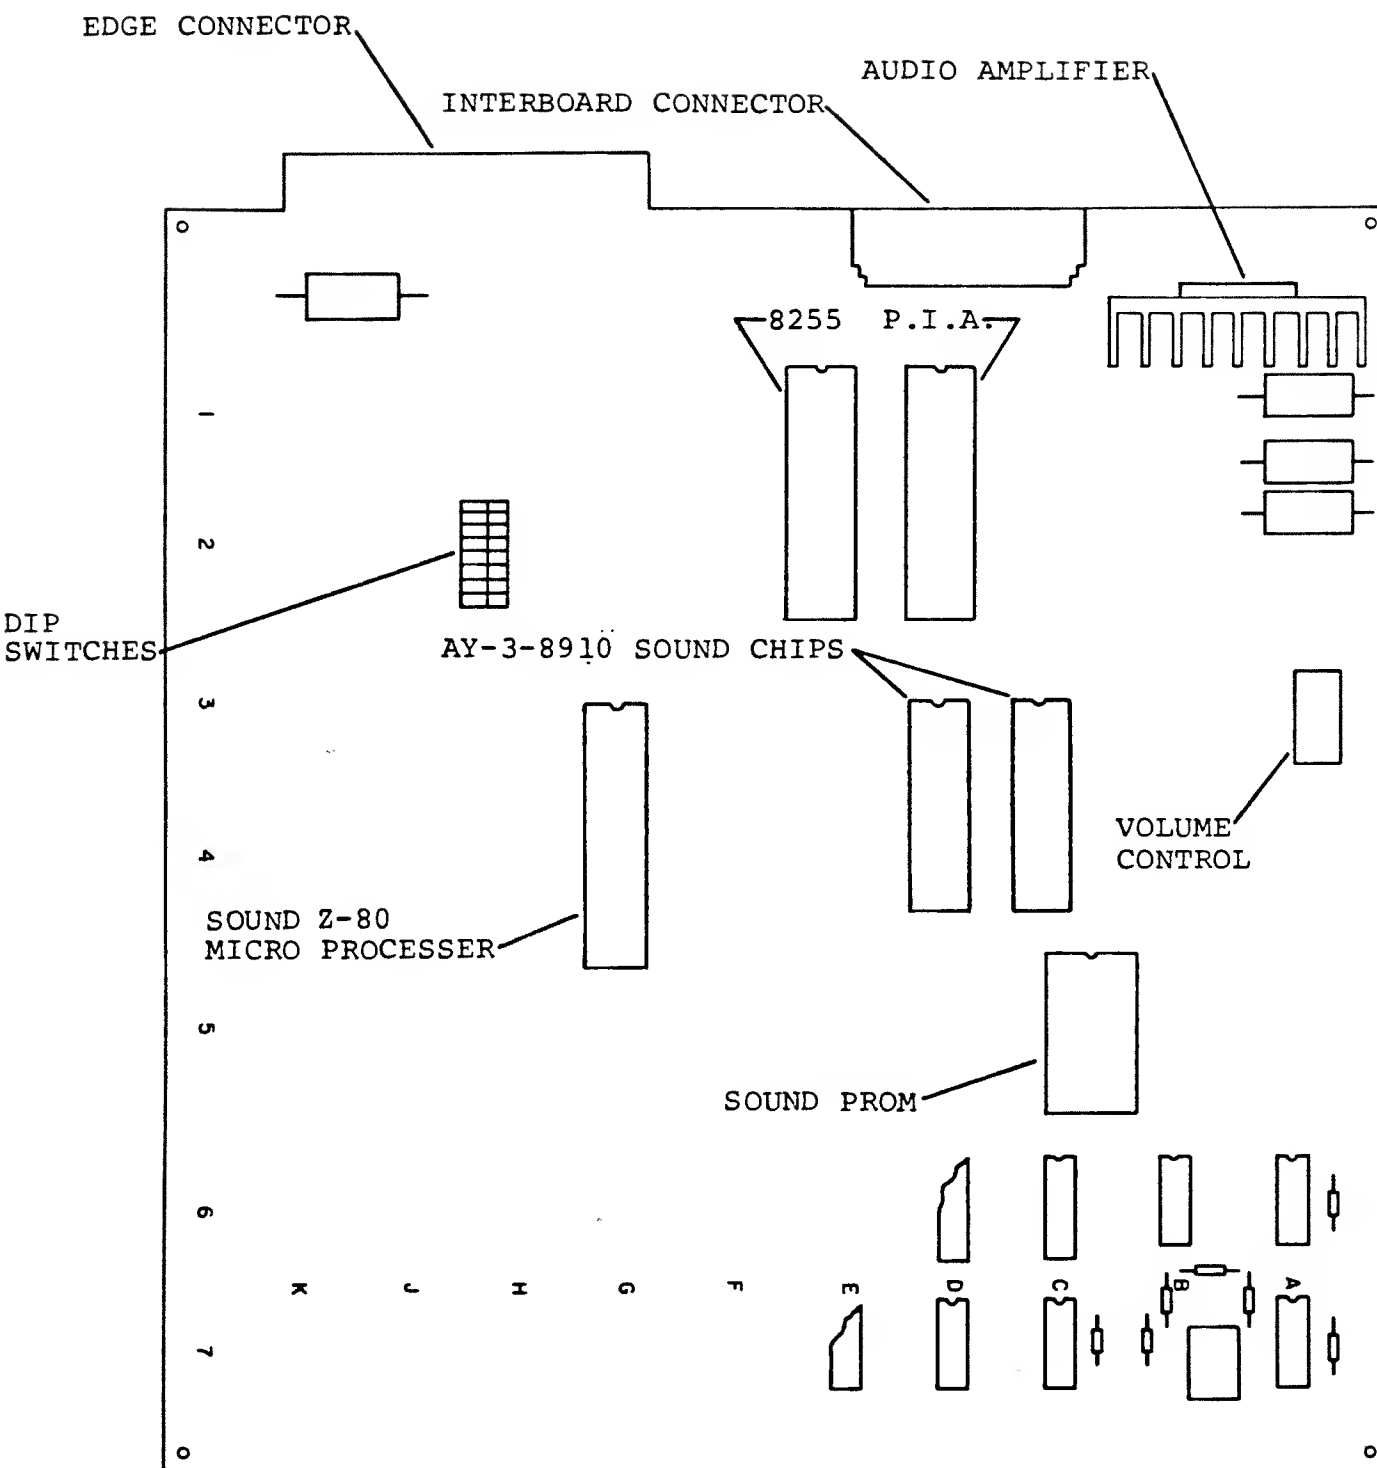 EDGE CONNECTOR
AUDIO AMPLIFIER
INTERBOARD CONNECTOR
8255 P.I.A.
1
2
DIP
SWITCHES
AY-3-8910 SOUND CHIPS
3
VOLUME
CONTROL
4
SOUND Z-80
MICRO PROCESSER
5
SOUND PROM
6
K J H G F E D C B A
7